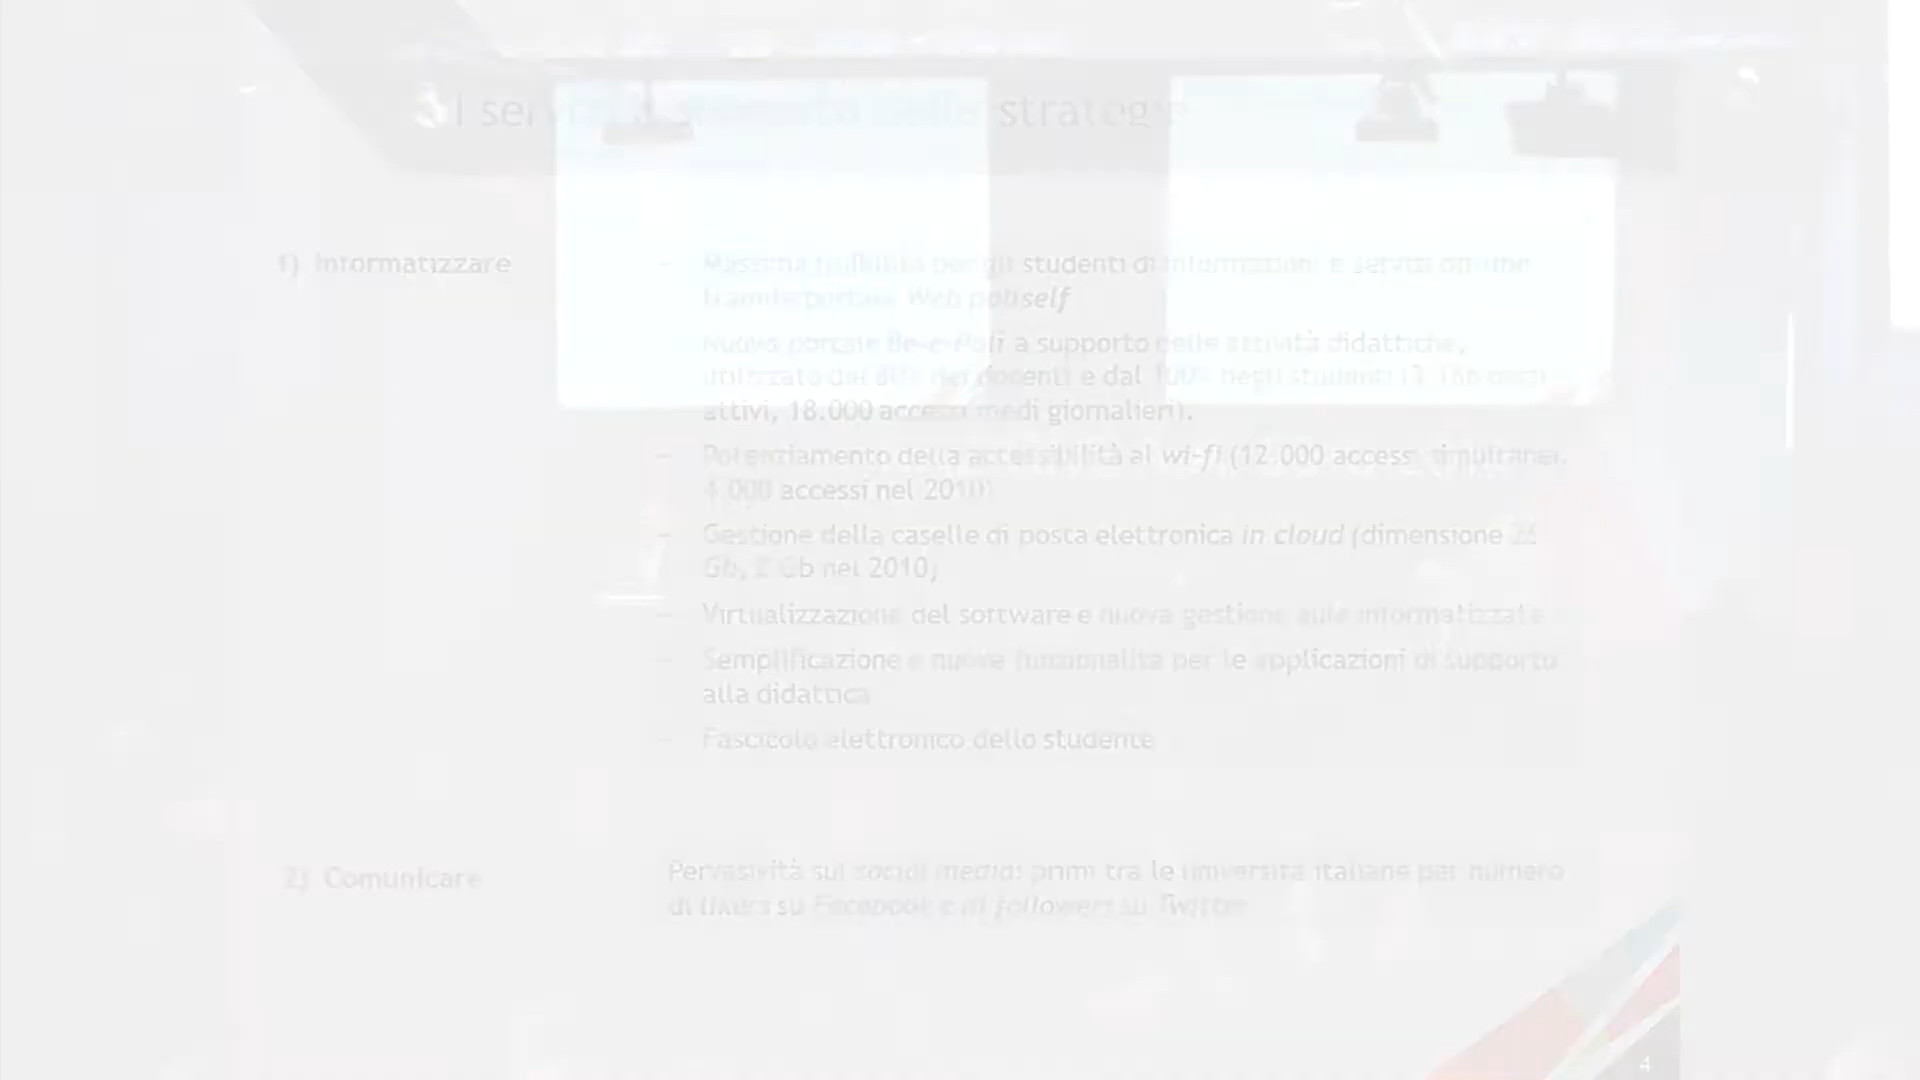 I servizi a supporto delle strategie
1) Informatizzare
– Massima fruibilità per gli studenti di informazioni e servizi on-line
tramite portale Web poliself
Nuovo portale Be-e-Poli a supporto delle attività didattiche,
utilizzato dal 80% dei docenti e dal 100% degli studenti
attivi, 18.000 accessi medi giornalieri).
– Potenziamento della accessibilità al wi-fi (12.000 accessi simultanei,
4.000 accessi nel 2010)
– Gestione della caselle di posta elettronica in cloud (dimensione 25
Gb, 2 Gb nel 2010)
– Virtualizzazione del software e nuova gestione aule informatizzate
– Semplificazione e nuove funzionalità per le applicazioni di supporto
alla didattica
– Fascicolo elettronico dello studente
2) Comunicare
Pervasività sui social media: primi tra le università italiane per numero
di likers su Facebook e di followers su Twitter
4